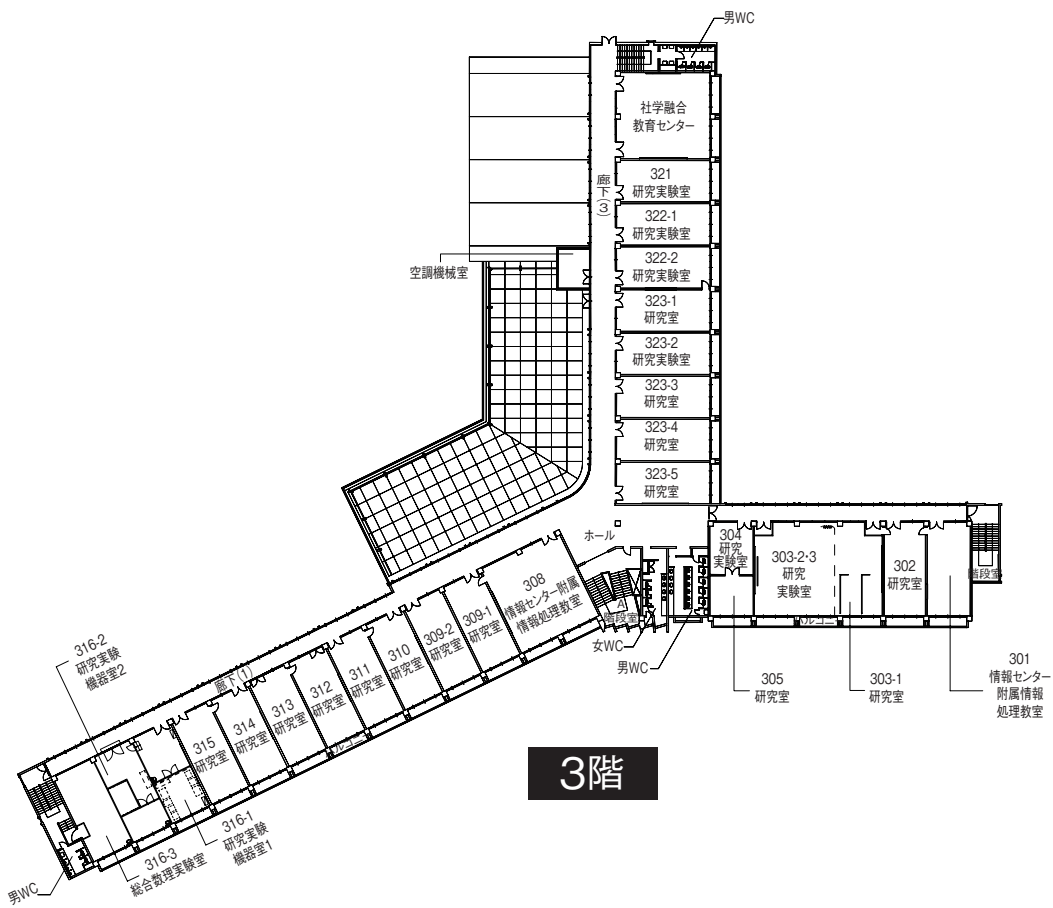 男WC
社学融合
教育センター
廊下(3)
321
研究実験室
322-1
研究実験室
322-2
研究実験室
空調機械室
323-1
研究室
323-2
研究実験室
323-3
研究室
323-4
研究室
323-5
研究室
ホール
304
研究
実験室
303-2・3
研究
実験室
302
研究室
階段室
308
情報センター附属
情報処理教室
A
階段室
女WC
男WC
305
研究室
303-1
研究室
301
情報センター
附属情報
処理教室
309-1
研究室
309-2
研究室
310
研究室
311
研究室
312
研究室
313
研究室
314
研究室
315
研究室
廊下(1)
316-2
研究実験
機器室2
316-1
研究実験
機器室1
316-3
総合数理実験室
男WC
3階